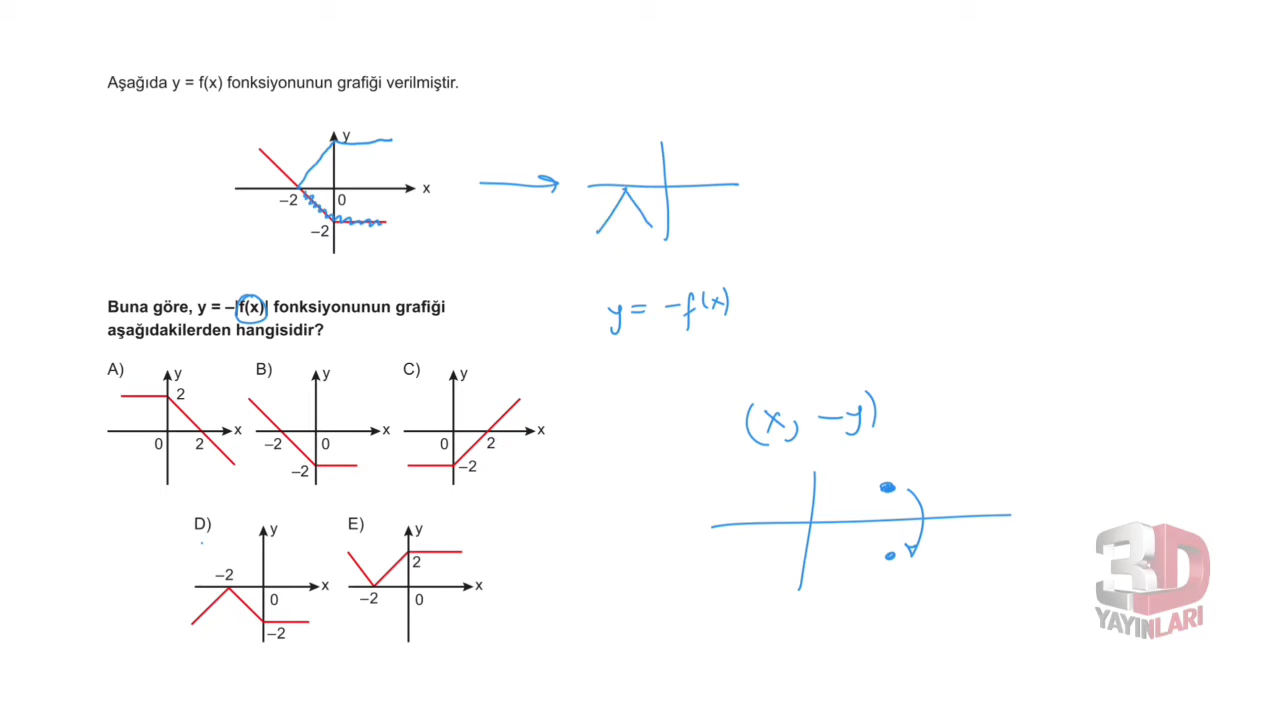 Aşağıda y = f(x) fonksiyonunun grafiği verilmiştir.
y
x
–2
0
–2
Buna göre, y = –|f(x)| fonksiyonunun grafiği
aşağıdakilerden hangisidir?
y = –f(x)
A)
y
2
x
0
2
B)
y
x
–2
0
–2
C)
y
x
0
2
–2
(x, –y)
D)
y
–2
x
0
–2
E)
y
2
x
–2
0
3D
YAYINLARI